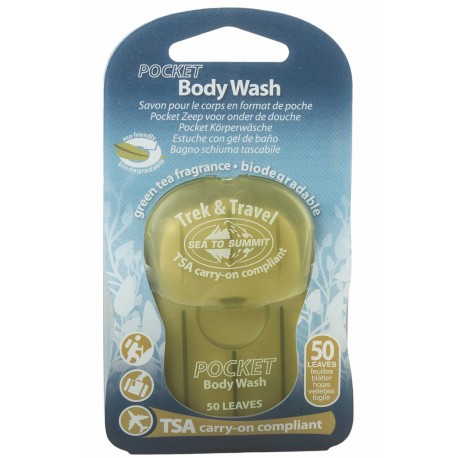 POCKET
Body Wash
Savon pour le corps en format de poche
Pocket Zeep voor onder de douche
Pocket Körperwäsche
Estuche con gel de baño
Bagno schiuma tascabile
eco friendly
biodegradable
green tea fragrance • biodegradable
Trek & Travel
SEA TO SUMMIT
TSA carry-on compliant
POCKET
Body Wash
50 LEAVES
50
LEAVES
feuilles
blätter
hojas
velletjes
foglie
TSA carry-on compliant